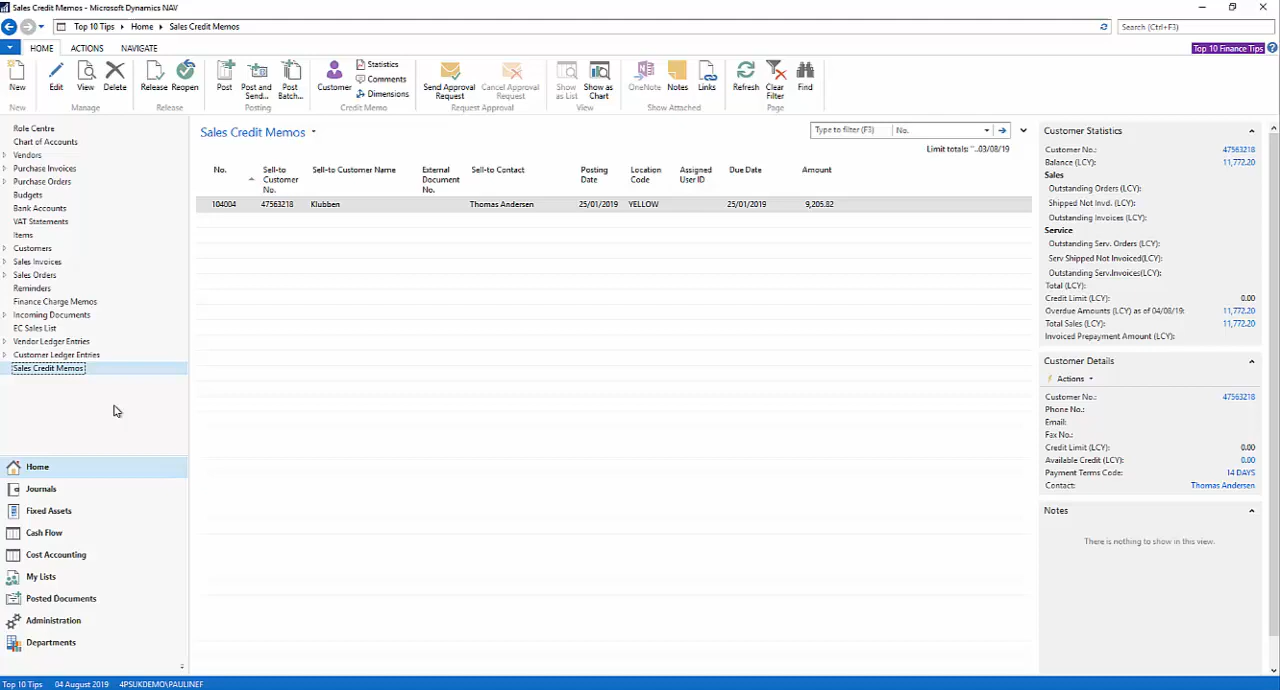 Sales Credit Memos - Microsoft Dynamics NAV
Top 10 Tips Home Sales Credit Memos
Search (Ctrl+F3)
HOME ACTIONS NAVIGATE
Top 10 Finance Tips
New Edit View Delete Release Reopen Post Post and Send... Post Batch... Customer Statistics Comments Dimensions Send Approval Request Cancel Approval Request Show as List Show as Chart OneNote Notes Links Refresh Clear Filter Find
New Manage Release Posting Credit Memo Request Approval View Show Attached Page
Role Centre
Chart of Accounts
Vendors
Purchase Invoices
Purchase Orders
Budgets
Bank Accounts
VAT Statements
Items
Customers
Sales Invoices
Sales Orders
Reminders
Finance Charge Memos
Incoming Documents
EC Sales List
Vendor Ledger Entries
Customer Ledger Entries
Sales Credit Memos
Home
Journals
Fixed Assets
Cash Flow
Cost Accounting
My Lists
Posted Documents
Administration
Departments
Sales Credit Memos
Type to filter (F3) No.
Limit totals: ''..03/08/19
No. Sell-to Customer No. Sell-to Customer Name External Document No. Sell-to Contact Posting Date Location Code Assigned User ID Due Date Amount
104004 47563218 Klubben Thomas Andersen 25/01/2019 YELLOW 25/01/2019 9,205.82
Customer Statistics
Customer No.: 47563218
Balance (LCY): 11,772.20
Sales
Outstanding Orders (LCY):
Shipped Not Invd. (LCY):
Outstanding Invoices (LCY):
Service
Outstanding Serv. Orders (LCY):
Serv Shipped Not Invoiced(LCY):
Outstanding Serv.Invoices(LCY):
Total (LCY):
Credit Limit (LCY): 0.00
Overdue Amounts (LCY) as of 04/08/19: 11,772.20
Total Sales (LCY): 11,772.20
Invoiced Prepayment Amount (LCY):
Customer Details
Actions
Customer No.: 47563218
Phone No.:
Email:
Fax No.:
Credit Limit (LCY): 0.00
Available Credit (LCY): 0.00
Payment Terms Code: 14 DAYS
Contact: Thomas Andersen
Notes
There is nothing to show in this view.
Top 10 Tips 04 August 2019 4PSUKDEMO\PAULINEF